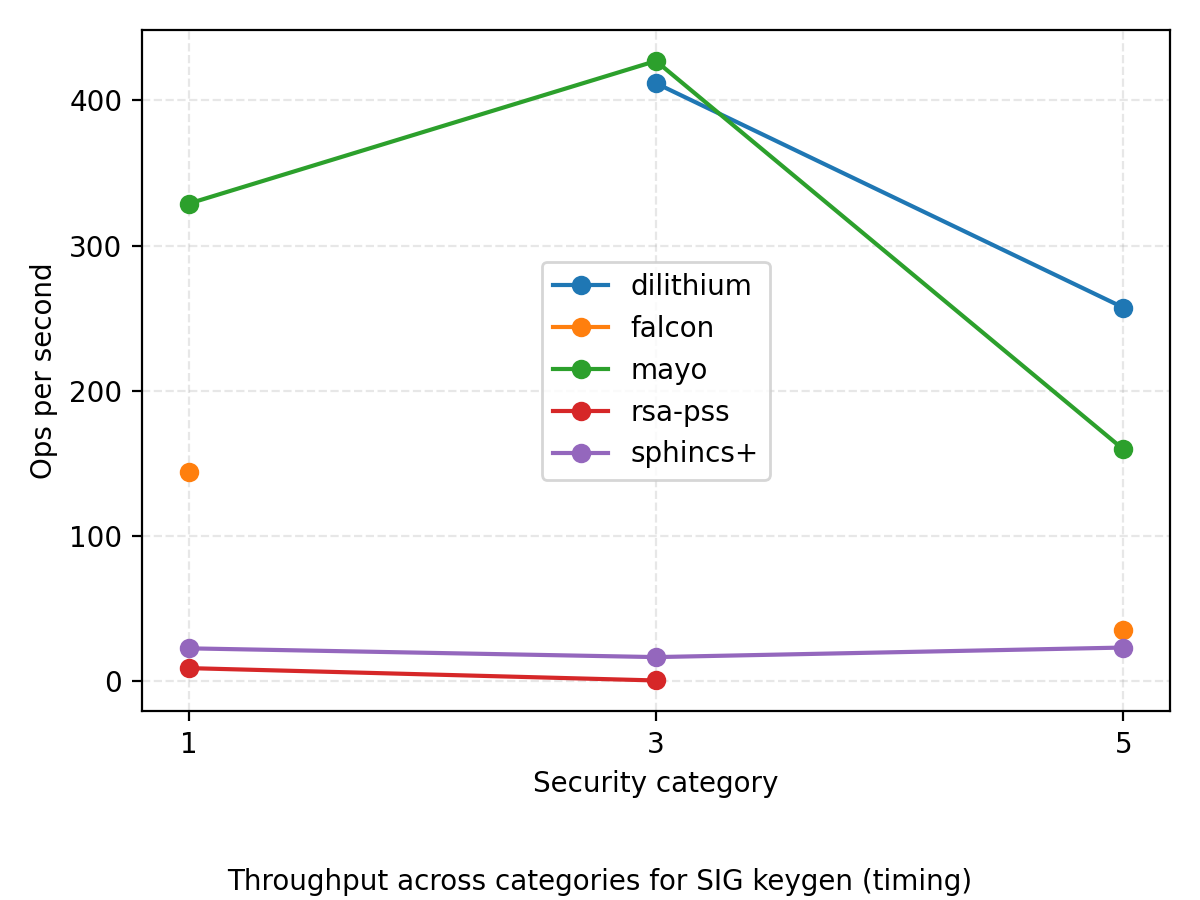 400
300
200
100
0
Ops per second
dilithium
falcon
mayo
rsa-pss
sphincs+
1 3 5
Security category
Throughput across categories for SIG keygen (timing)